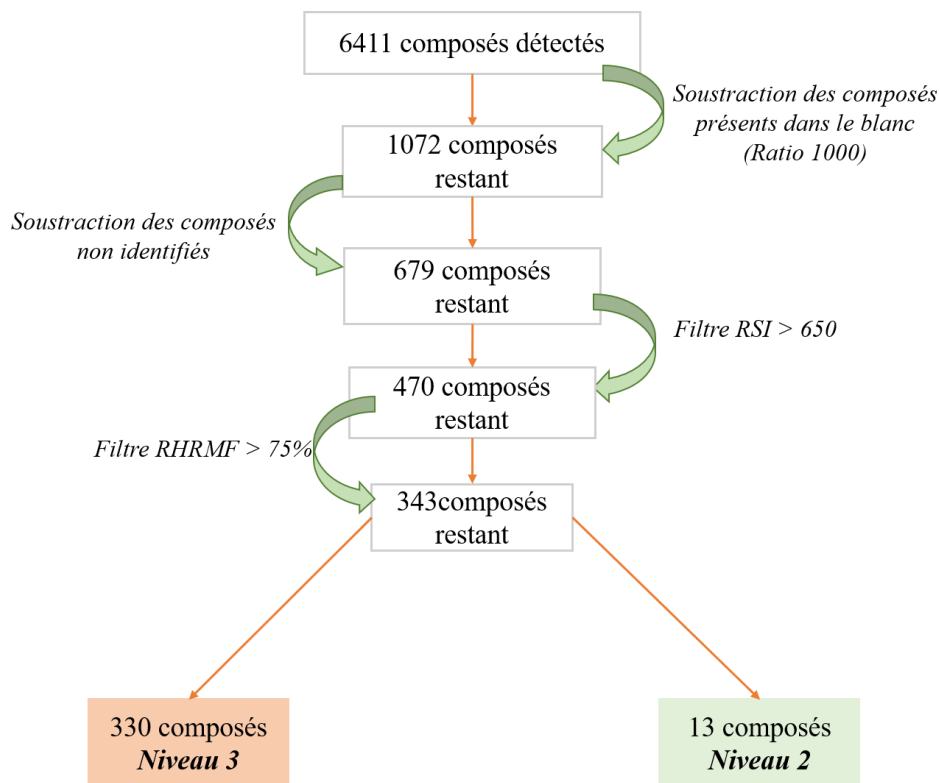 6411 composés détectés
Soustraction des composés
présents dans le blanc
(Ratio 1000)
1072 composés
restant
Soustraction des composés
non identifiés
679 composés
restant
Filtre RSI > 650
470 composés
restant
Filtre RHRMF > 75%
343composés
restant
330 composés
Niveau 3
13 composés
Niveau 2